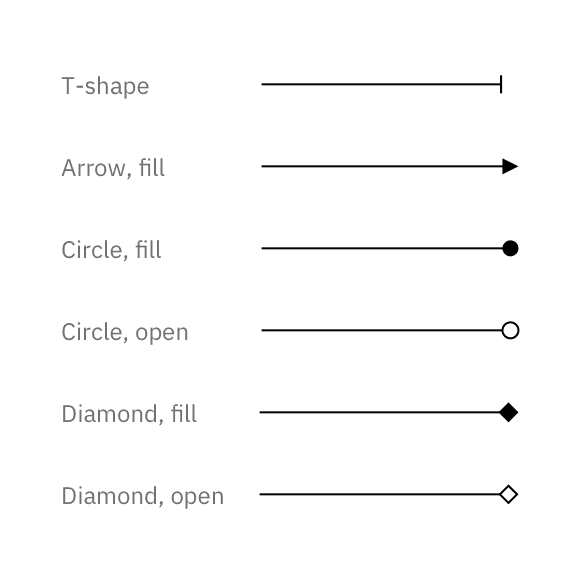 T-shape
Arrow, fill
Circle, fill
Circle, open
Diamond, fill
Diamond, open